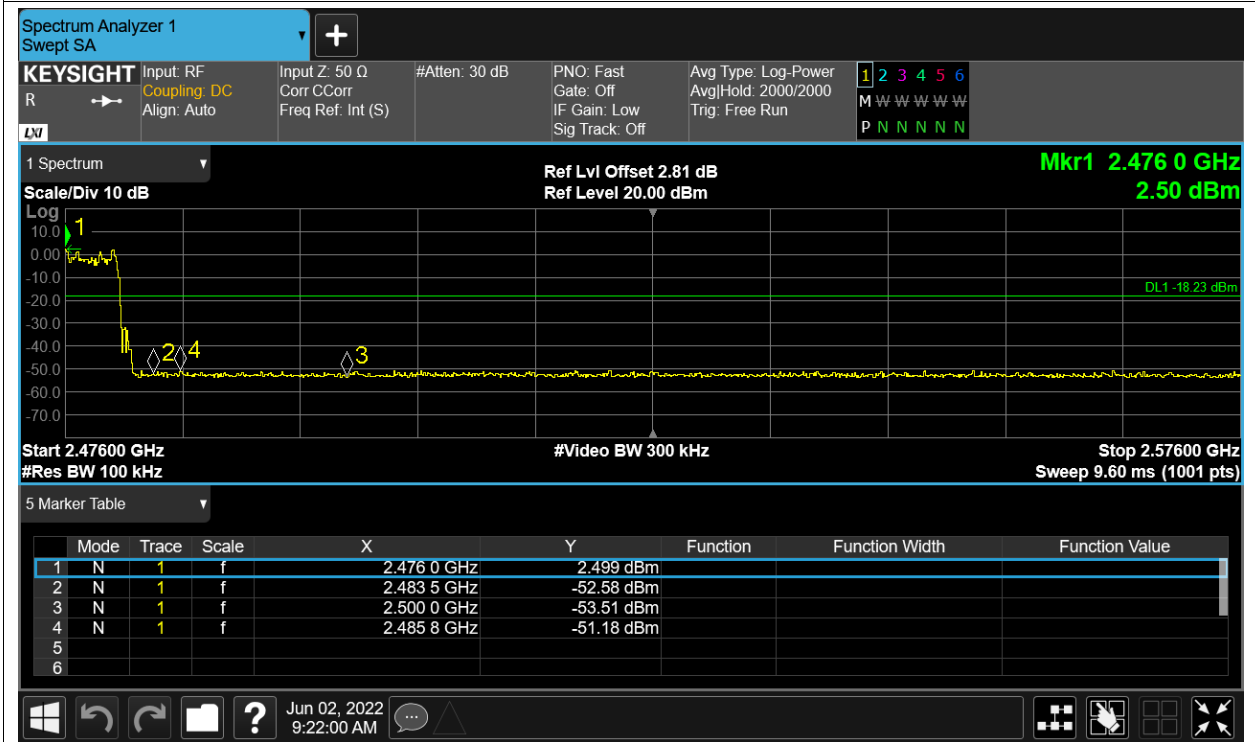 Spectrum Analyzer 1
Swept SA
+
KEYSIGHT Input: RF Input Z: 50 Ω #Atten: 30 dB PNO: Fast Avg Type: Log-Power 1 2 3 4 5 6
R Coupling: DC Corr CCorr Gate: Off Avg|Hold: 2000/2000 M W W W W W
Align: Auto Freq Ref: Int (S) IF Gain: Low Trig: Free Run
LXI Sig Track: Off P N N N N N
1 Spectrum Ref Lvl Offset 2.81 dB Mkr1 2.476 0 GHz
Scale/Div 10 dB Ref Level 20.00 dBm 2.50 dBm
Log
1
10.0
0.00
-10.0
DL1 -18.23 dBm
-20.0
-30.0
-40.0
2 4 3
-50.0
-60.0
-70.0
Start 2.47600 GHz #Video BW 300 kHz Stop 2.57600 GHz
#Res BW 100 kHz Sweep 9.60 ms (1001 pts)
5 Marker Table
Mode Trace Scale X Y Function Function Width Function Value
1 N 1 f 2.476 0 GHz 2.499 dBm
2 N 1 f 2.483 5 GHz -52.58 dBm
3 N 1 f 2.500 0 GHz -53.51 dBm
4 N 1 f 2.485 8 GHz -51.18 dBm
5
6
? Jun 02, 2022
9:22:00 AM